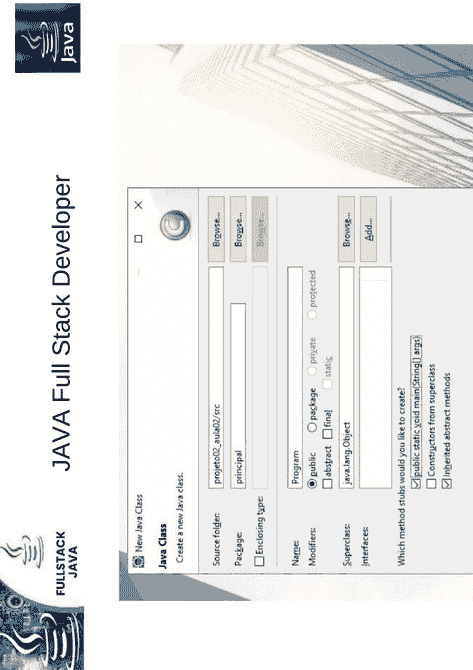 FULLSTACK
JAVA
JAVA Full Stack Developer
Java
New Java Class
Java Class
Create a new Java class.
Source folder: projeto02_aula02/src Browse...
Package: principal Browse...
Enclosing type: Browse...
Name: Program
Modifiers: public package private protected
abstract final static
Superclass: java.lang.Object Browse...
Interfaces: Add...
Which method stubs would you like to create?
public static void main(String[] args)
Constructors from superclass
Inherited abstract methods